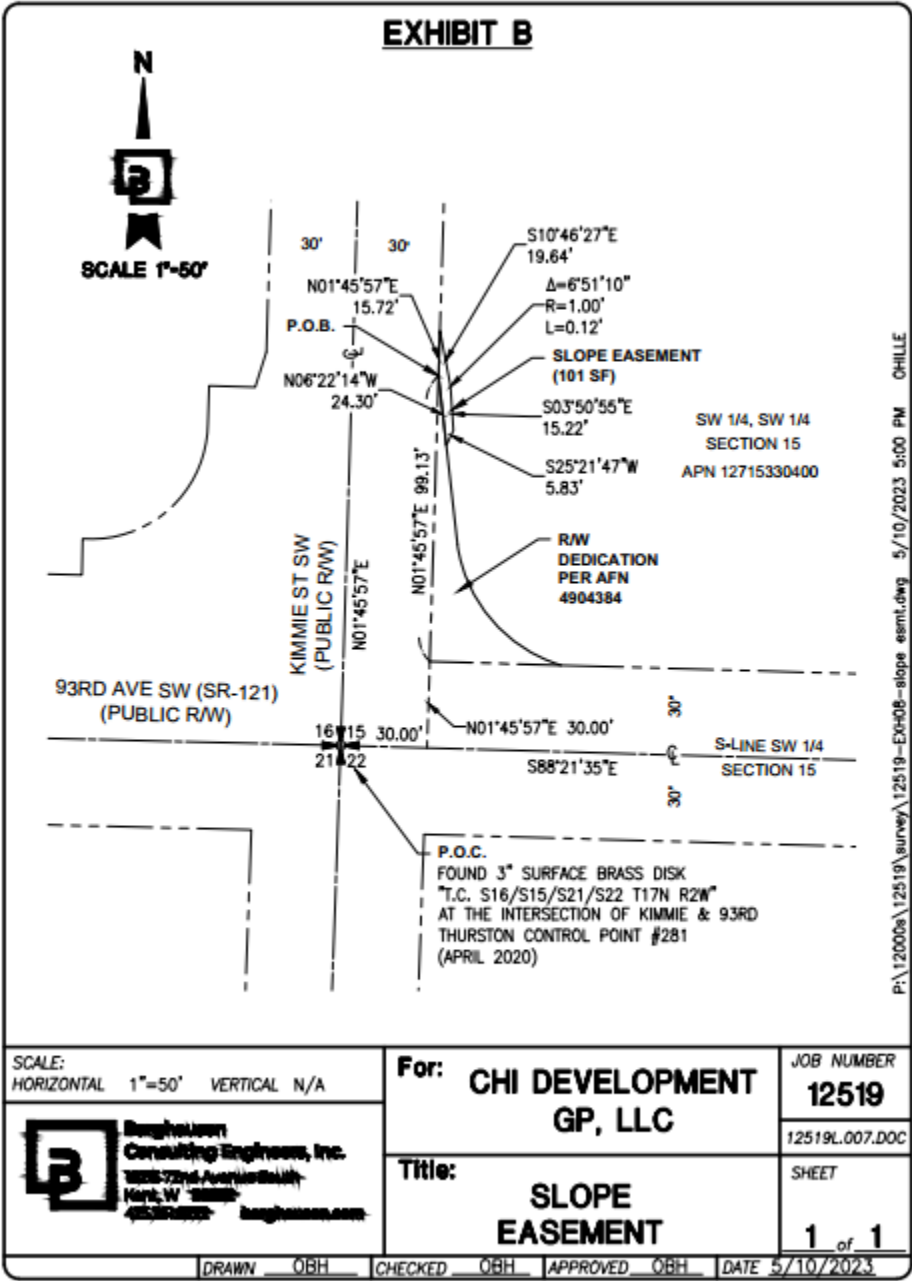 EXHIBIT B
N
SCALE 1"-50'
30'
30'
S10°46'27"E
19.64'
N01°45'57"E
15.72'
Δ=6°51'10"
R=1.00'
L=0.12'
P.O.B.
SLOPE EASEMENT
(101 SF)
N06°22'14"W
24.30'
S03°50'55"E
15.22'
SW 1/4, SW 1/4
SECTION 15
APN 12715330400
S25°21'47"W
5.83'
N01°45'57"E 99.13'
R/W
DEDICATION
PER AFN
4904384
KIMMIE ST SW
(PUBLIC R/W)
N01°45'57"E
93RD AVE SW (SR-121)
(PUBLIC R/W)
16 15
21 22
30.00'
N01°45'57"E 30.00'
30'
S-LINE SW 1/4
SECTION 15
S88°21'35"E
30'
P.O.C.
FOUND 3" SURFACE BRASS DISK
"T.C. S16/S15/S21/S22 T17N R2W"
AT THE INTERSECTION OF KIMMIE & 93RD
THURSTON CONTROL POINT #281
(APRIL 2020)
P:\12000s\12519\survey\12519-EXH08-slope esmt.dwg 5/10/2023 5:00 PM OHILLE
SCALE:
HORIZONTAL 1"=50' VERTICAL N/A
Barghausen
Consulting Engineers, Inc.
For:
CHI DEVELOPMENT
GP, LLC
JOB NUMBER
12519
12519L.007.DOC
Title:
SLOPE
EASEMENT
SHEET
1 of 1
DRAWN OBH CHECKED OBH APPROVED OBH DATE 5/10/2023